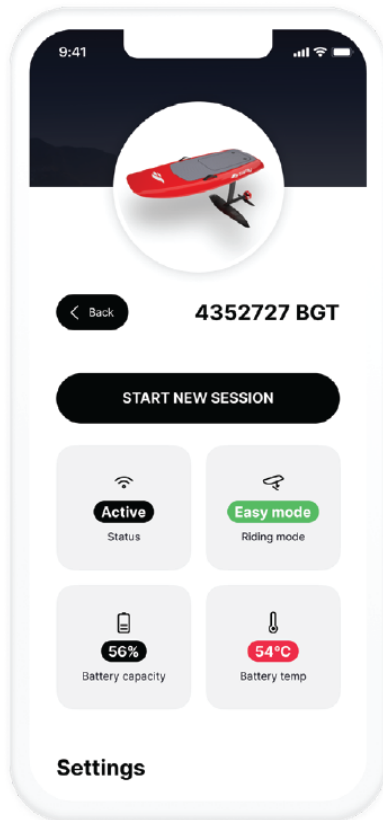 9:41
Back
4352727 BGT
START NEW SESSION
Active
Status
Easy mode
Riding mode
56%
Battery capacity
54°C
Battery temp
Settings